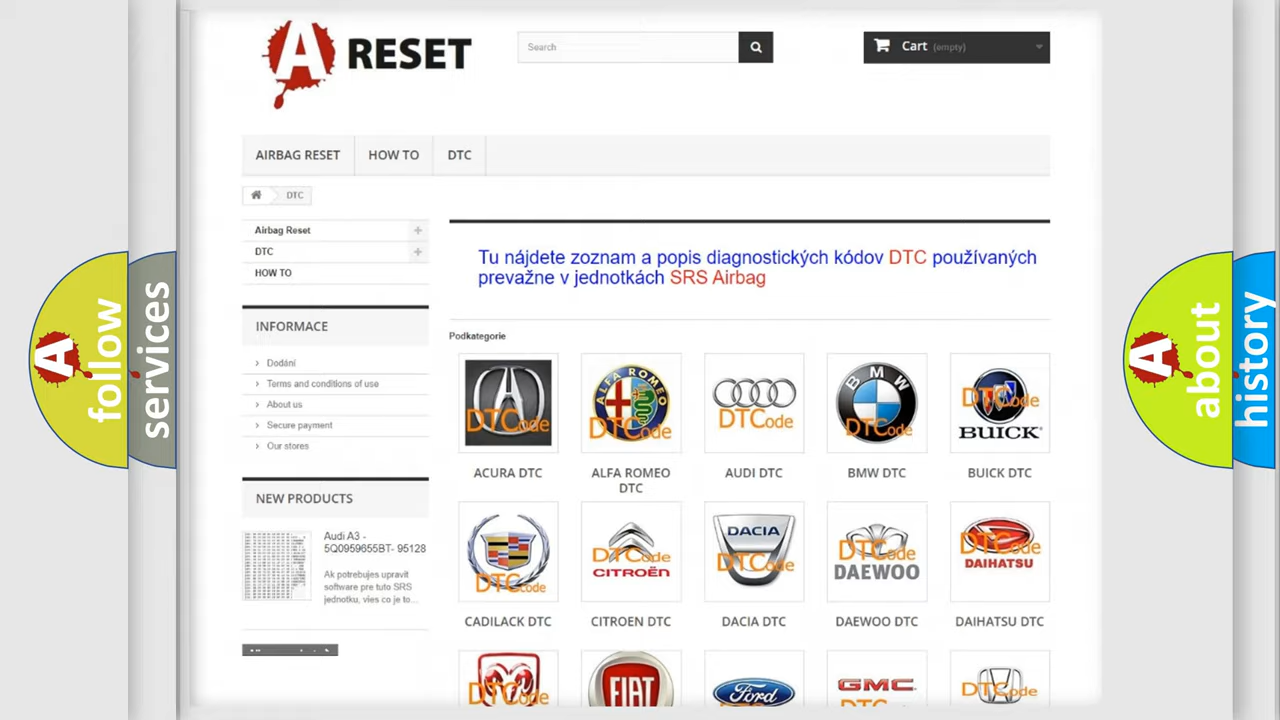 A RESET
Search
Cart (empty)
AIRBAG RESET
HOW TO
DTC
DTC
Airbag Reset
DTC
HOW TO
Tu nájdete zoznam a popis diagnostických kódov DTC používaných
prevažne v jednotkách SRS Airbag
INFORMACE
Dodání
Terms and conditions of use
About us
Secure payment
Our stores
NEW PRODUCTS
Audi A3 -
5Q0959655BT- 95128
Ak potrebujes upravit
software pre tuto SRS
jednotku, vies co je to...
Podkategorie
DTCode
ALFA ROMEO
DTCode
DTCode
BMW
DTCode
DTCode
BUICK
ACURA DTC
ALFA ROMEO
DTC
AUDI DTC
BMW DTC
BUICK DTC
DTCode
DTCode
CITROËN
DACIA
DTCode
DTCode
DAEWOO
DTCode
DAIHATSU
CADILACK DTC
CITROEN DTC
DACIA DTC
DAEWOO DTC
DAIHATSU DTC
DTCode
FIAT
Ford
GMC
DTCode
A follow
services
A about
history